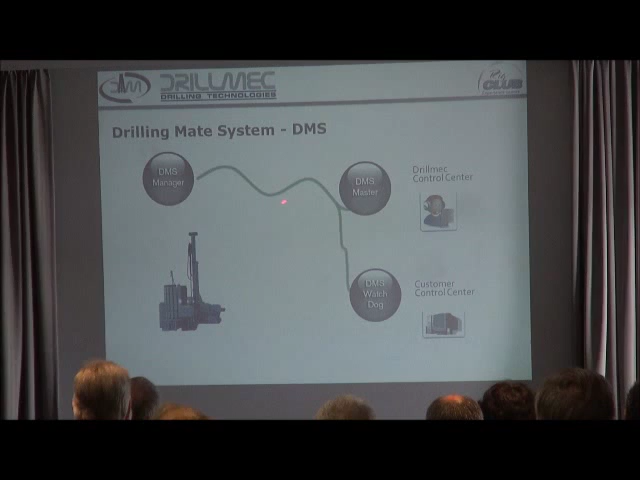 DRILLMEC
DRILLING TECHNOLOGIES
Drilling Mate System - DMS
DMS
Manager
DMS
Master
Drillmec
Control Center
DMS
Watch
Dog
Customer
Control Center